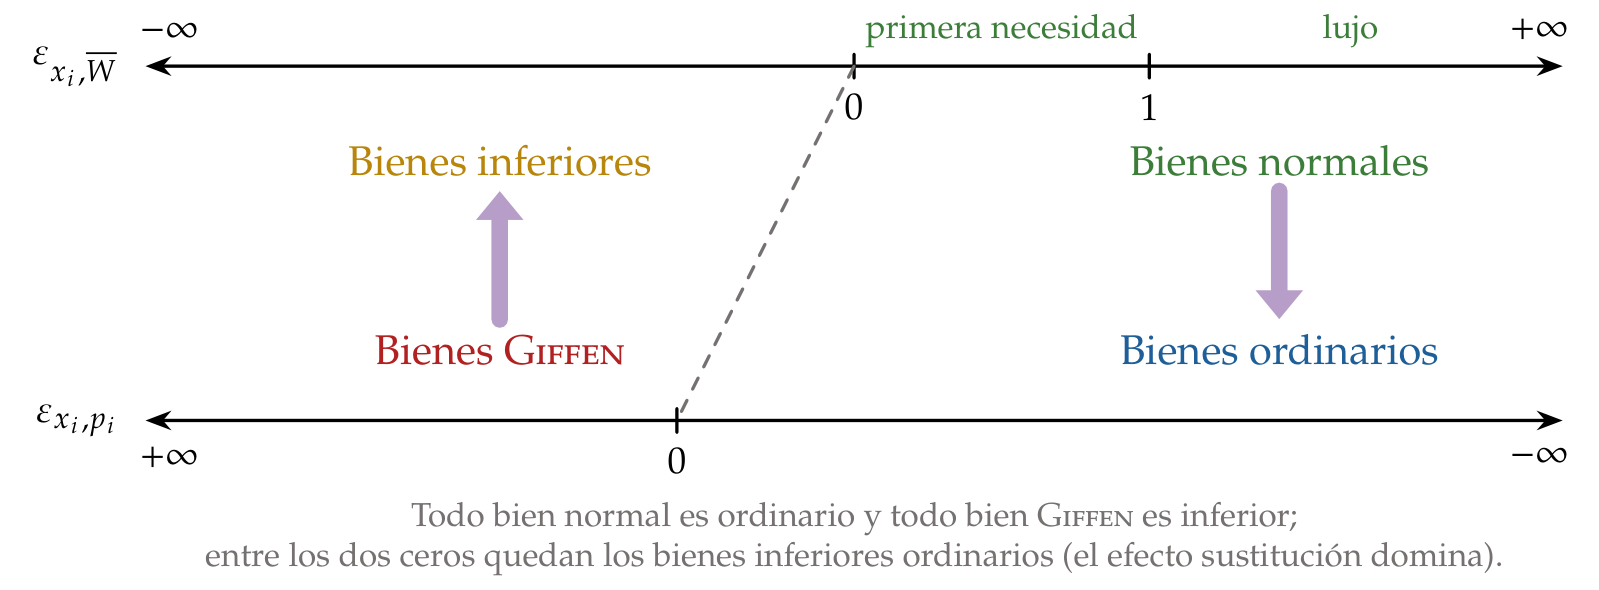 −∞ primera necesidad lujo +∞
ε_{x_i, \overline{W}}
0 1
Bienes inferiores Bienes normales
Bienes GIFFEN Bienes ordinarios
ε_{x_i, p_i}
+∞ 0 −∞
Todo bien normal es ordinario y todo bien GIFFEN es inferior;
entre los dos ceros quedan los bienes inferiores ordinarios (el efecto sustitución domina).